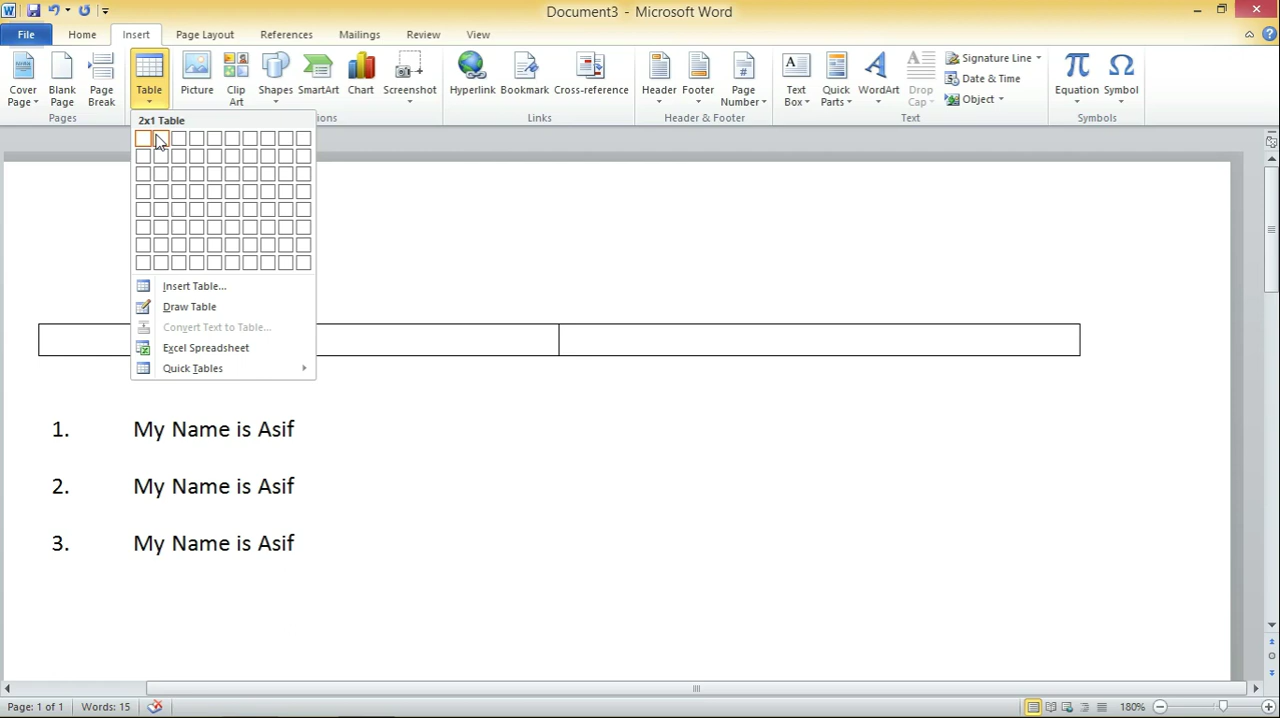 Document3 - Microsoft Word
File Home Insert Page Layout References Mailings Review View
Cover Page Blank Page Page Break Table Picture Clip Art Shapes SmartArt Chart Screenshot Hyperlink Bookmark Cross-reference Header Footer Page Number Text Box Quick Parts WordArt Drop Cap Signature Line Date & Time Object Equation Symbol
Pages ons Links Header & Footer Text Symbols
2x1 Table
Insert Table...
Draw Table
Convert Text to Table...
Excel Spreadsheet
Quick Tables
1. My Name is Asif
2. My Name is Asif
3. My Name is Asif
Page: 1 of 1 Words: 15 180%